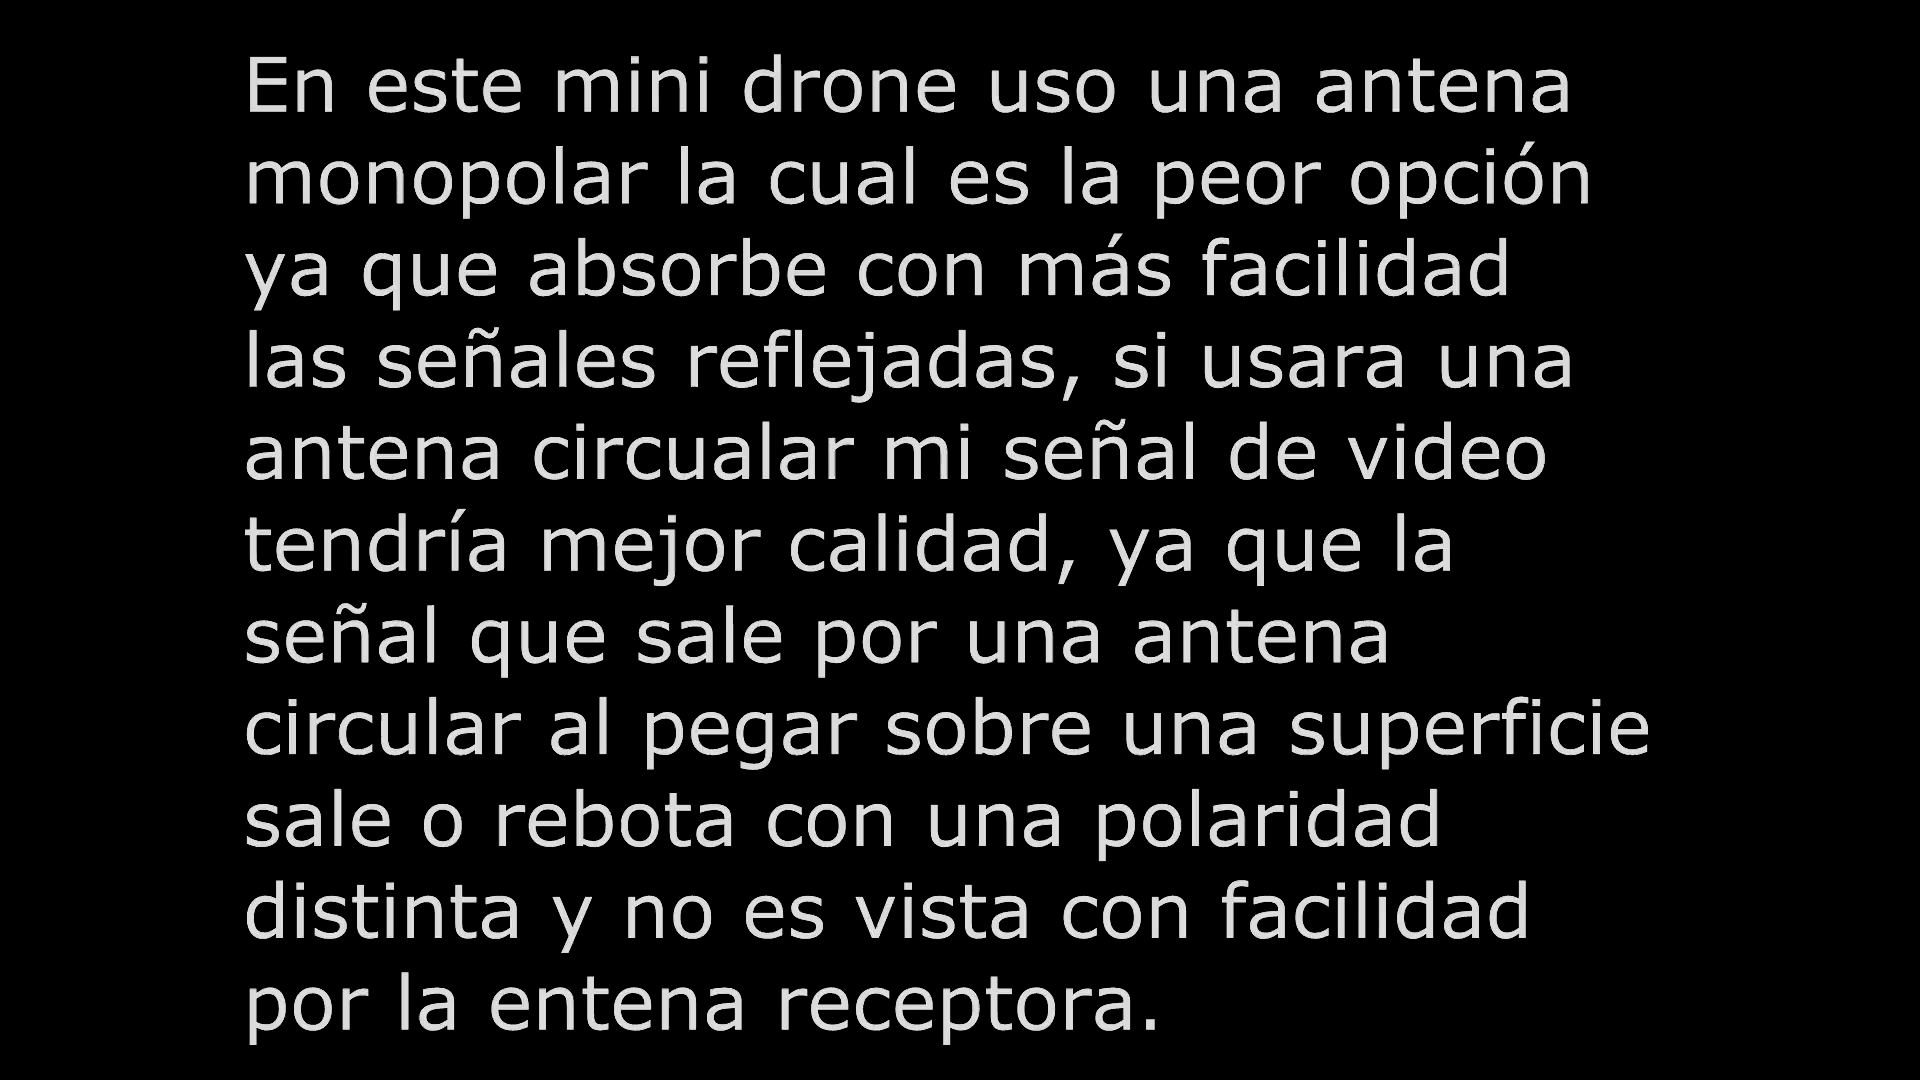 En este mini drone uso una antena
monopolar la cual es la peor opción
ya que absorbe con más facilidad
las señales reflejadas, si usara una
antena circualar mi señal de video
tendría mejor calidad, ya que la
señal que sale por una antena
circular al pegar sobre una superficie
sale o rebota con una polaridad
distinta y no es vista con facilidad
por la entena receptora.